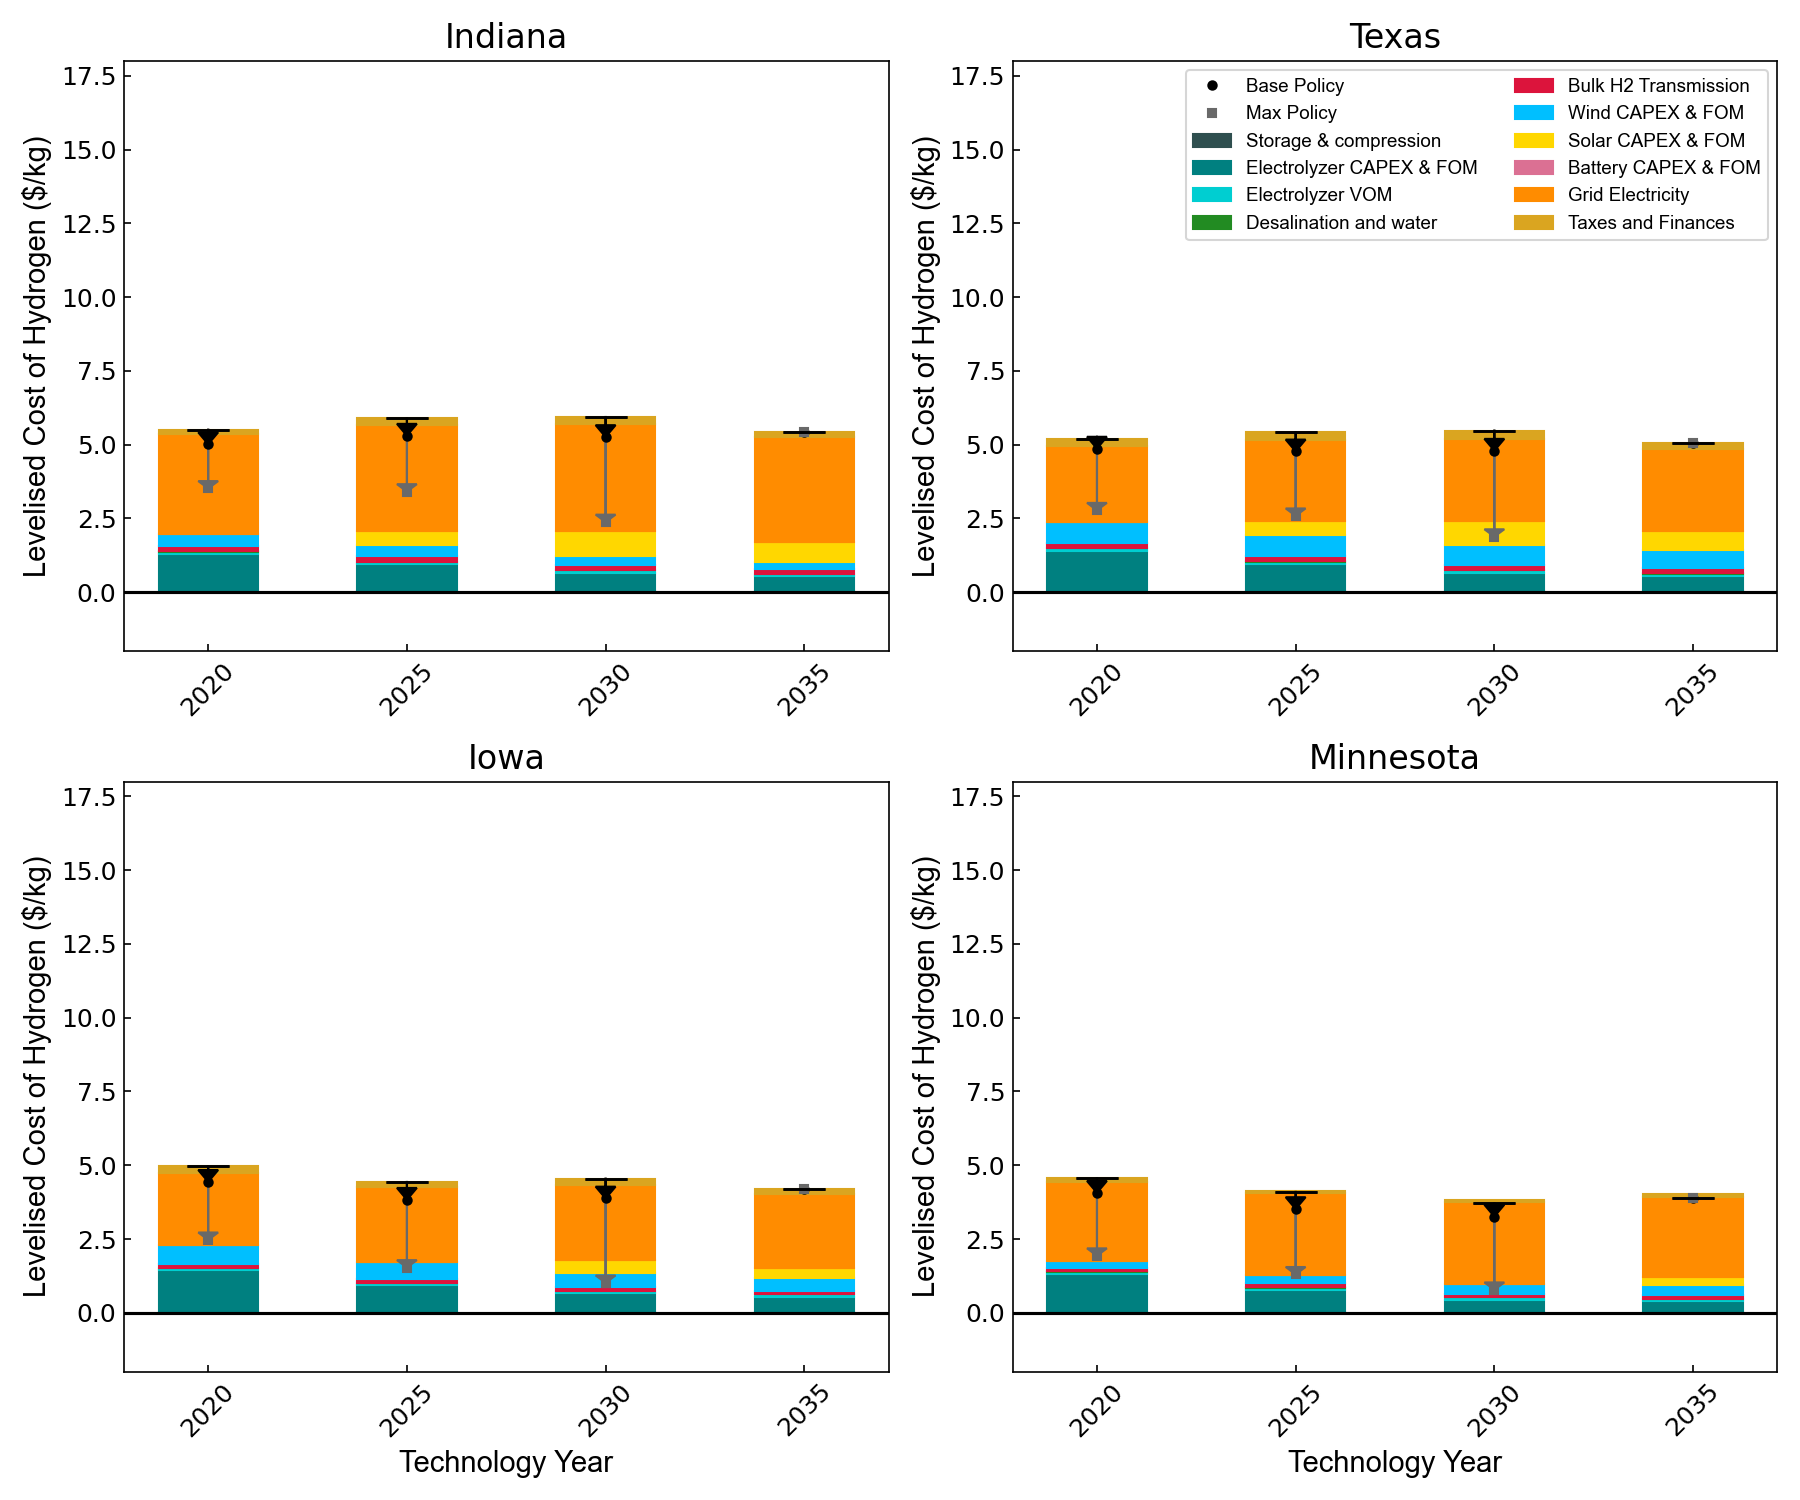 Indiana
17.5
15.0
12.5
10.0
7.5
5.0
2.5
0.0
Levelised Cost of Hydrogen ($/kg)
2020
2025
2030
2035
Texas
17.5
15.0
12.5
10.0
7.5
5.0
2.5
0.0
Levelised Cost of Hydrogen ($/kg)
Base Policy
Max Policy
Storage & compression
Electrolyzer CAPEX & FOM
Electrolyzer VOM
Desalination and water
Bulk H2 Transmission
Wind CAPEX & FOM
Solar CAPEX & FOM
Battery CAPEX & FOM
Grid Electricity
Taxes and Finances
2020
2025
2030
2035
Iowa
17.5
15.0
12.5
10.0
7.5
5.0
2.5
0.0
Levelised Cost of Hydrogen ($/kg)
2020
2025
2030
2035
Technology Year
Minnesota
17.5
15.0
12.5
10.0
7.5
5.0
2.5
0.0
Levelised Cost of Hydrogen ($/kg)
2020
2025
2030
2035
Technology Year